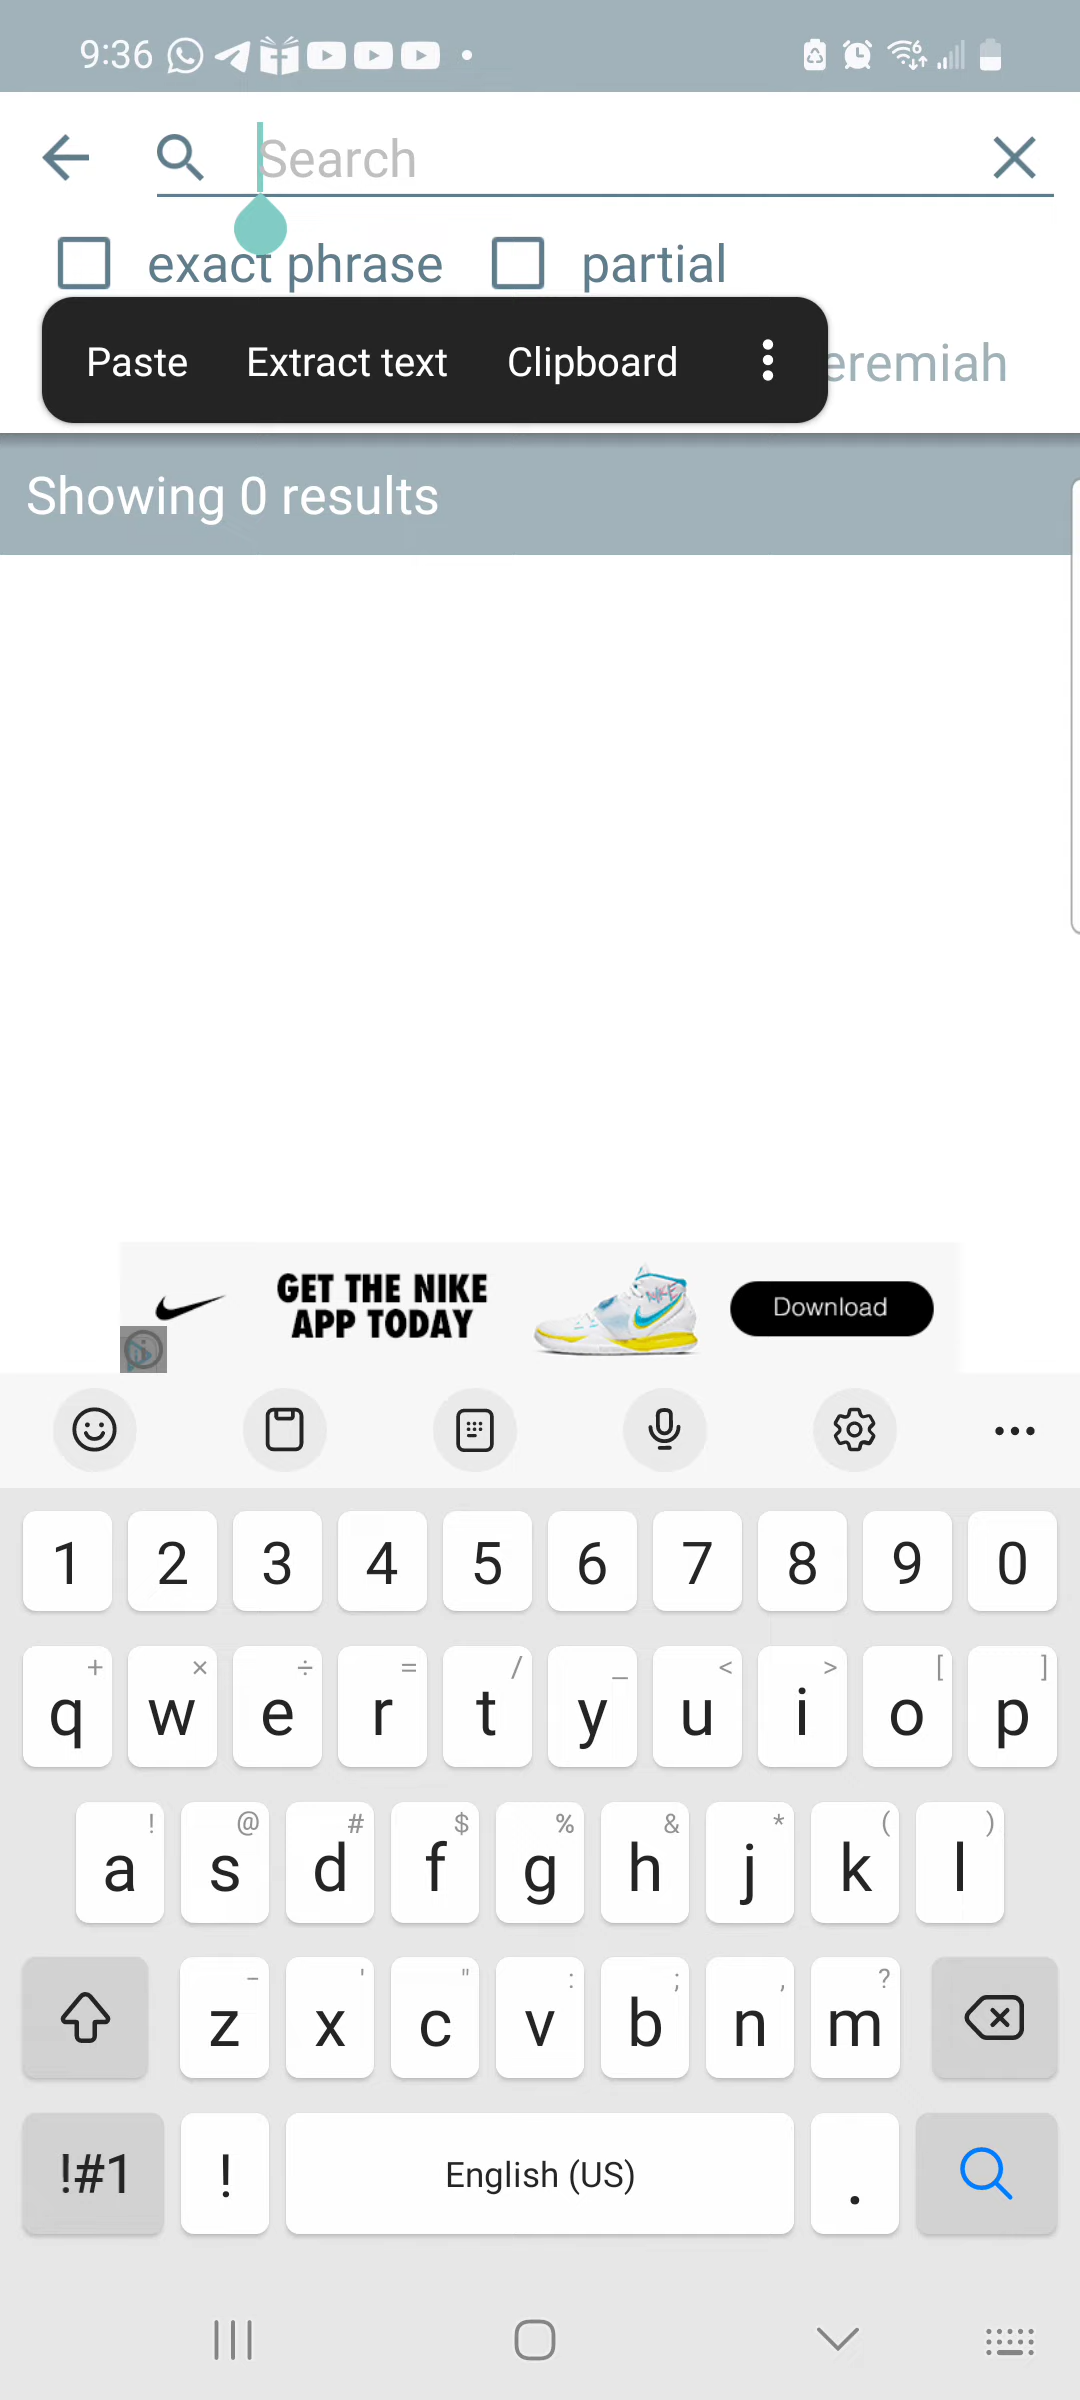 9:36
Search
exact phrase partial
Paste Extract text Clipboard
eremiah
Showing 0 results
GET THE NIKE
APP TODAY
Download
1 2 3 4 5 6 7 8 9 0
+ × ÷ = / _ < > [ ]
q w e r t y u i o p
! @ # $ % & * ( )
a s d f g h j k l
- ' " : ; , ?
z x c v b n m
!#1 ! English (US) .